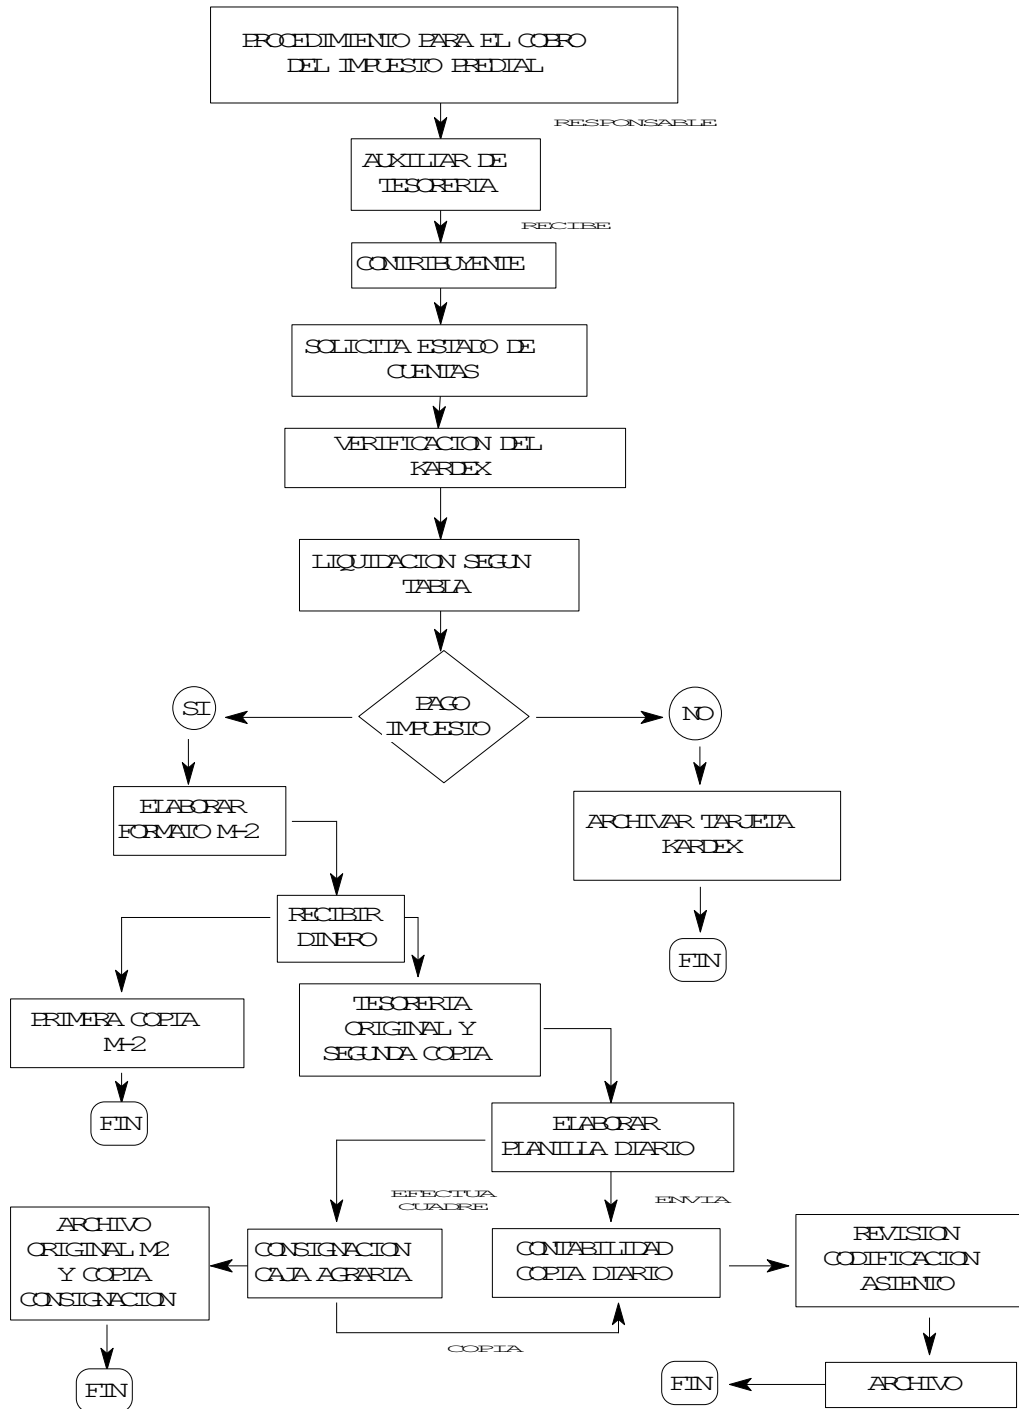 PROCEDIMIENTO PARA EL COBRO
DEL IMPUESTO PREDIAL
RESPONSABLE
AUXILIAR DE
TESORERIA
RECIBE
CONTRIBUYENTE
SOLICITA ESTADO DE
CUENTAS
VERIFICACION DEL
KARDEX
LIQUIDACION SEGUN
TABLA
PAGO
IMPUESTO
SI
NO
ELABORAR
FORMATO M-2
ARCHIVAR TARJETA
KARDEX
RECIBIR
DINERO
FIN
PRIMERA COPIA
M-2
TESORERIA
ORIGINAL Y
SEGUNDA COPIA
FIN
ELABORAR
PLANILLA DIARIO
EFECTUA
CUADRE
ENVIA
ARCHIVO
ORIGINAL M2
Y COPIA
CONSIGNACION
CONSIGNACION
CAJA AGRARIA
CONTABILIDAD
COPIA DIARIO
REVISION
CODIFICACION
ASIENTO
COPIA
FIN
FIN
ARCHIVO